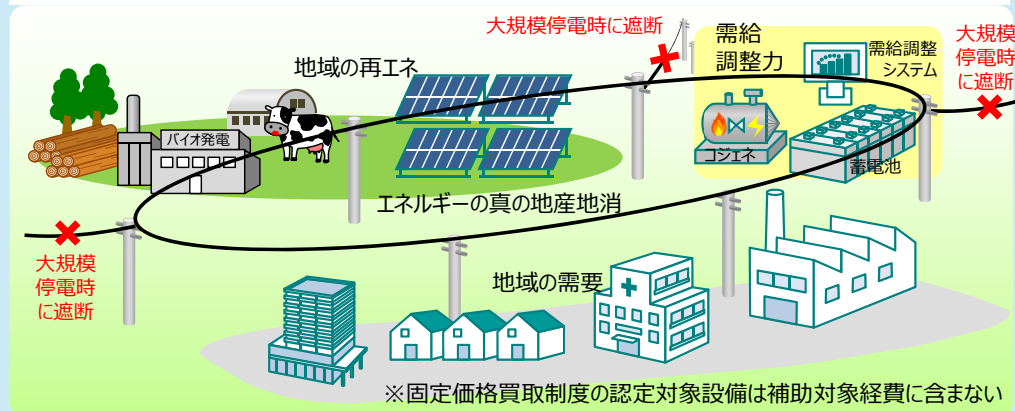 大規模停電時に遮断
需給
調整力
需給調整
システム
大規模
停電時
に遮断
地域の再エネ
バイオ発電
コジェネ
蓄電池
エネルギーの真の地産地消
大規模
停電時
に遮断
地域の需要
※固定価格買取制度の認定対象設備は補助対象経費に含まない